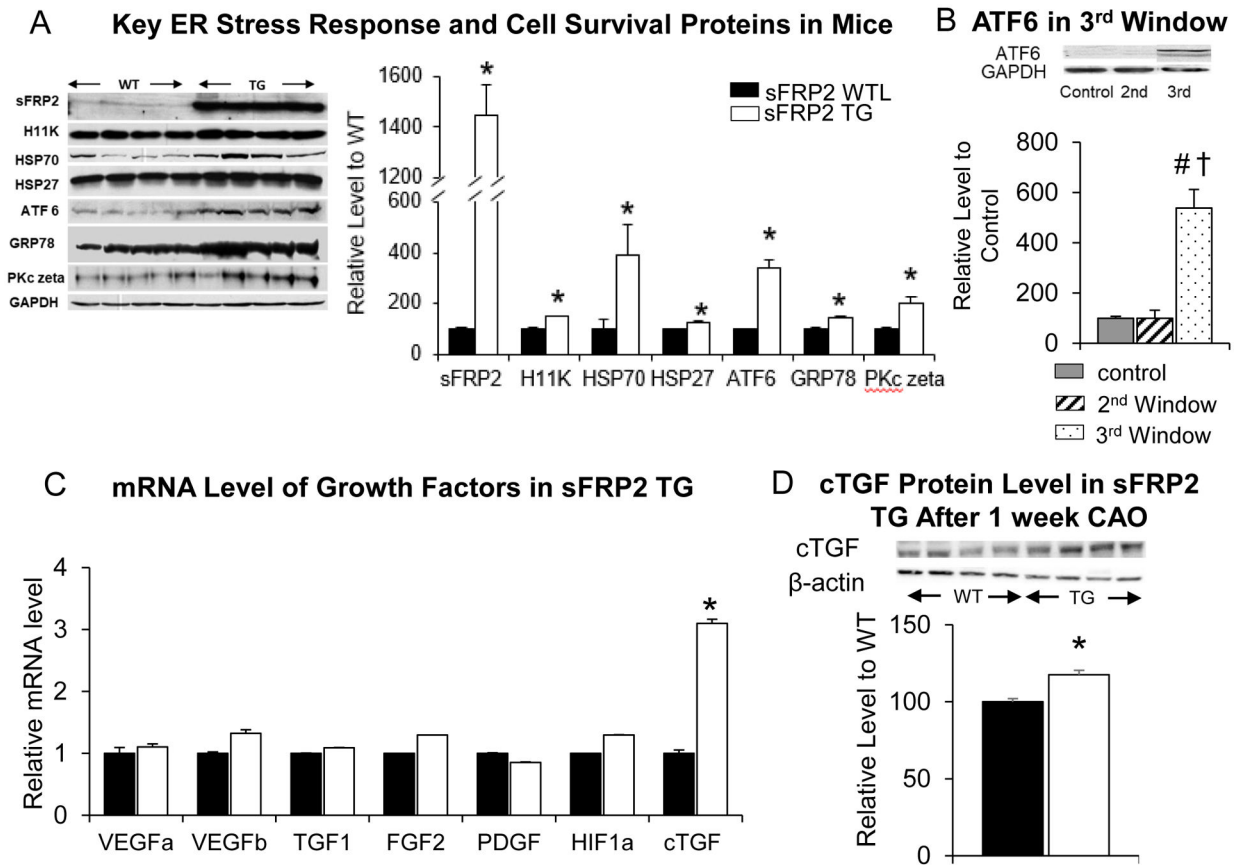 A Key ER Stress Response and Cell Survival Proteins in Mice
WT TG
sFRP2
H11K
HSP70
HSP27
ATF 6
GRP78
PKc zeta
GAPDH
Relative Level to WT
1600
1400
1200
600
400
200
0
* * * * * * *
sFRP2 WTL
sFRP2 TG
sFRP2 H11K HSP70 HSP27 ATF6 GRP78 PKc zeta
B ATF6 in 3rd Window
ATF6
GAPDH
Control 2nd 3rd
Relative Level to
Control
800
600
400
200
0
# †
control
2nd Window
3rd Window
C mRNA Level of Growth Factors in sFRP2 TG
Relative mRNA level
4
3
2
1
0
*
VEGFa VEGFb TGF1 FGF2 PDGF HIF1a cTGF
D cTGF Protein Level in sFRP2
TG After 1 week CAO
cTGF
β-actin
WT TG
Relative Level to WT
150
100
50
0
*